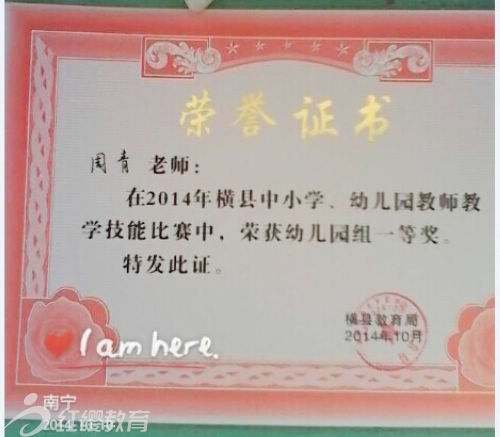 荣誉证书
周青 老师：
在2014年横县中小学、幼儿园教师教
学技能比赛中，荣获幼儿园组一等奖。
特发此证。
横县教育局
2014年10月
I am here.
南宁
红缨教育